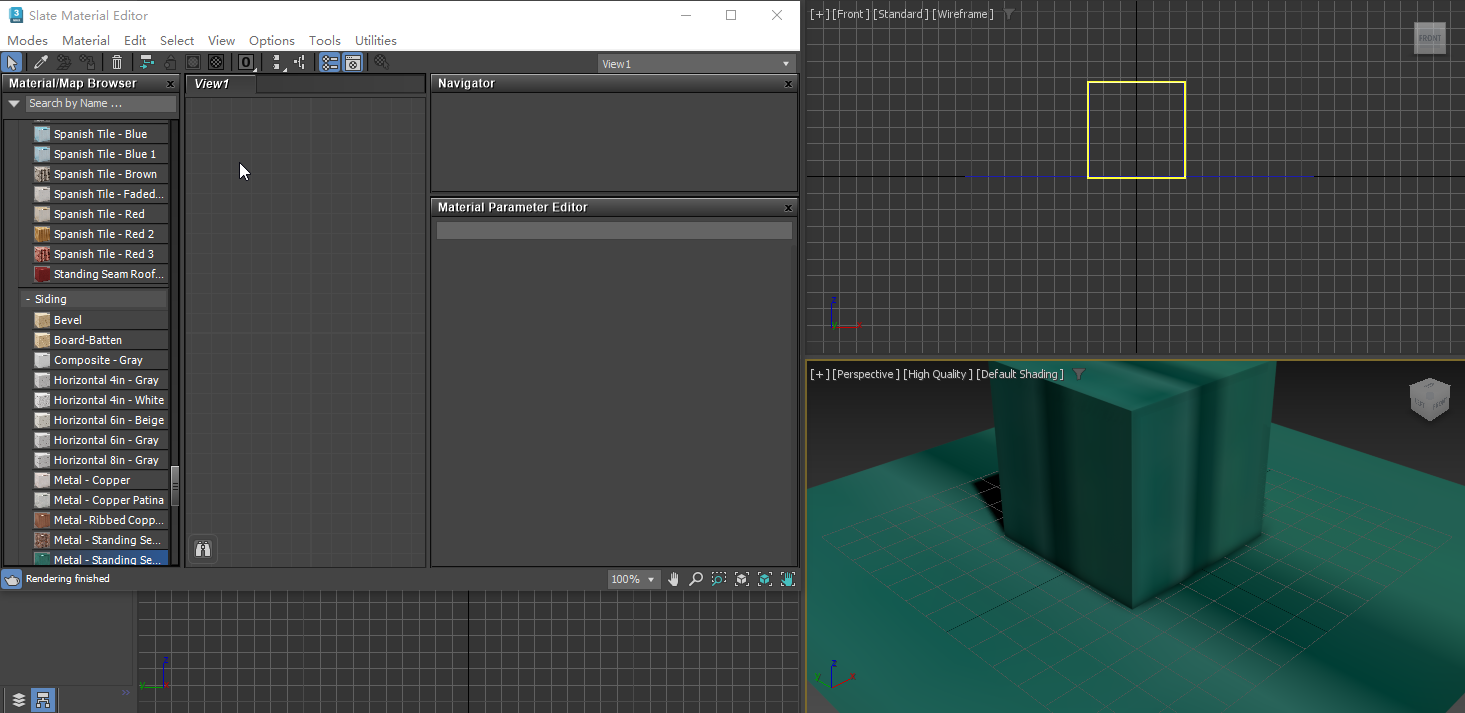 Slate Material Editor
Modes Material Edit Select View Options Tools Utilities
0
View1
Material/Map Browser x
Search by Name ...
Spanish Tile - Blue
Spanish Tile - Blue 1
Spanish Tile - Brown
Spanish Tile - Faded...
Spanish Tile - Red
Spanish Tile - Red 2
Spanish Tile - Red 3
Standing Seam Roof...
- Siding
Bevel
Board-Batten
Composite - Gray
Horizontal 4in - Gray
Horizontal 4in - White
Horizontal 6in - Beige
Horizontal 6in - Gray
Horizontal 8in - Gray
Metal - Copper
Metal - Copper Patina
Metal-Ribbed Copp...
Metal - Standing Se...
Metal - Standing Se...
View1
Navigator x
Material Parameter Editor x
Rendering finished
100%
z
y
>>
[+] [Front ] [Standard ] [Wireframe ]
FRONT
z
y x
[+] [Perspective ] [High Quality ] [Default Shading ]
LEFT FRONT
z
y x